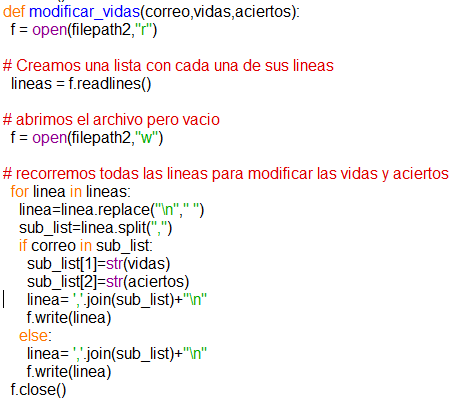 def modificar_vidas(correo,vidas,aciertos):
f = open(filepath2,"r")
# Creamos una lista con cada una de sus lineas
lineas = f.readlines()
# abrimos el archivo pero vacio
f = open(filepath2,"w")
# recorremos todas las lineas para modificar las vidas y aciertos
for linea in lineas:
linea=linea.replace("\n"," ")
sub_list=linea.split(",")
if correo in sub_list:
sub_list[1]=str(vidas)
sub_list[2]=str(aciertos)
linea= ','.join(sub_list)+"\n"
f.write(linea)
else:
linea= ','.join(sub_list)+"\n"
f.write(linea)
f.close()